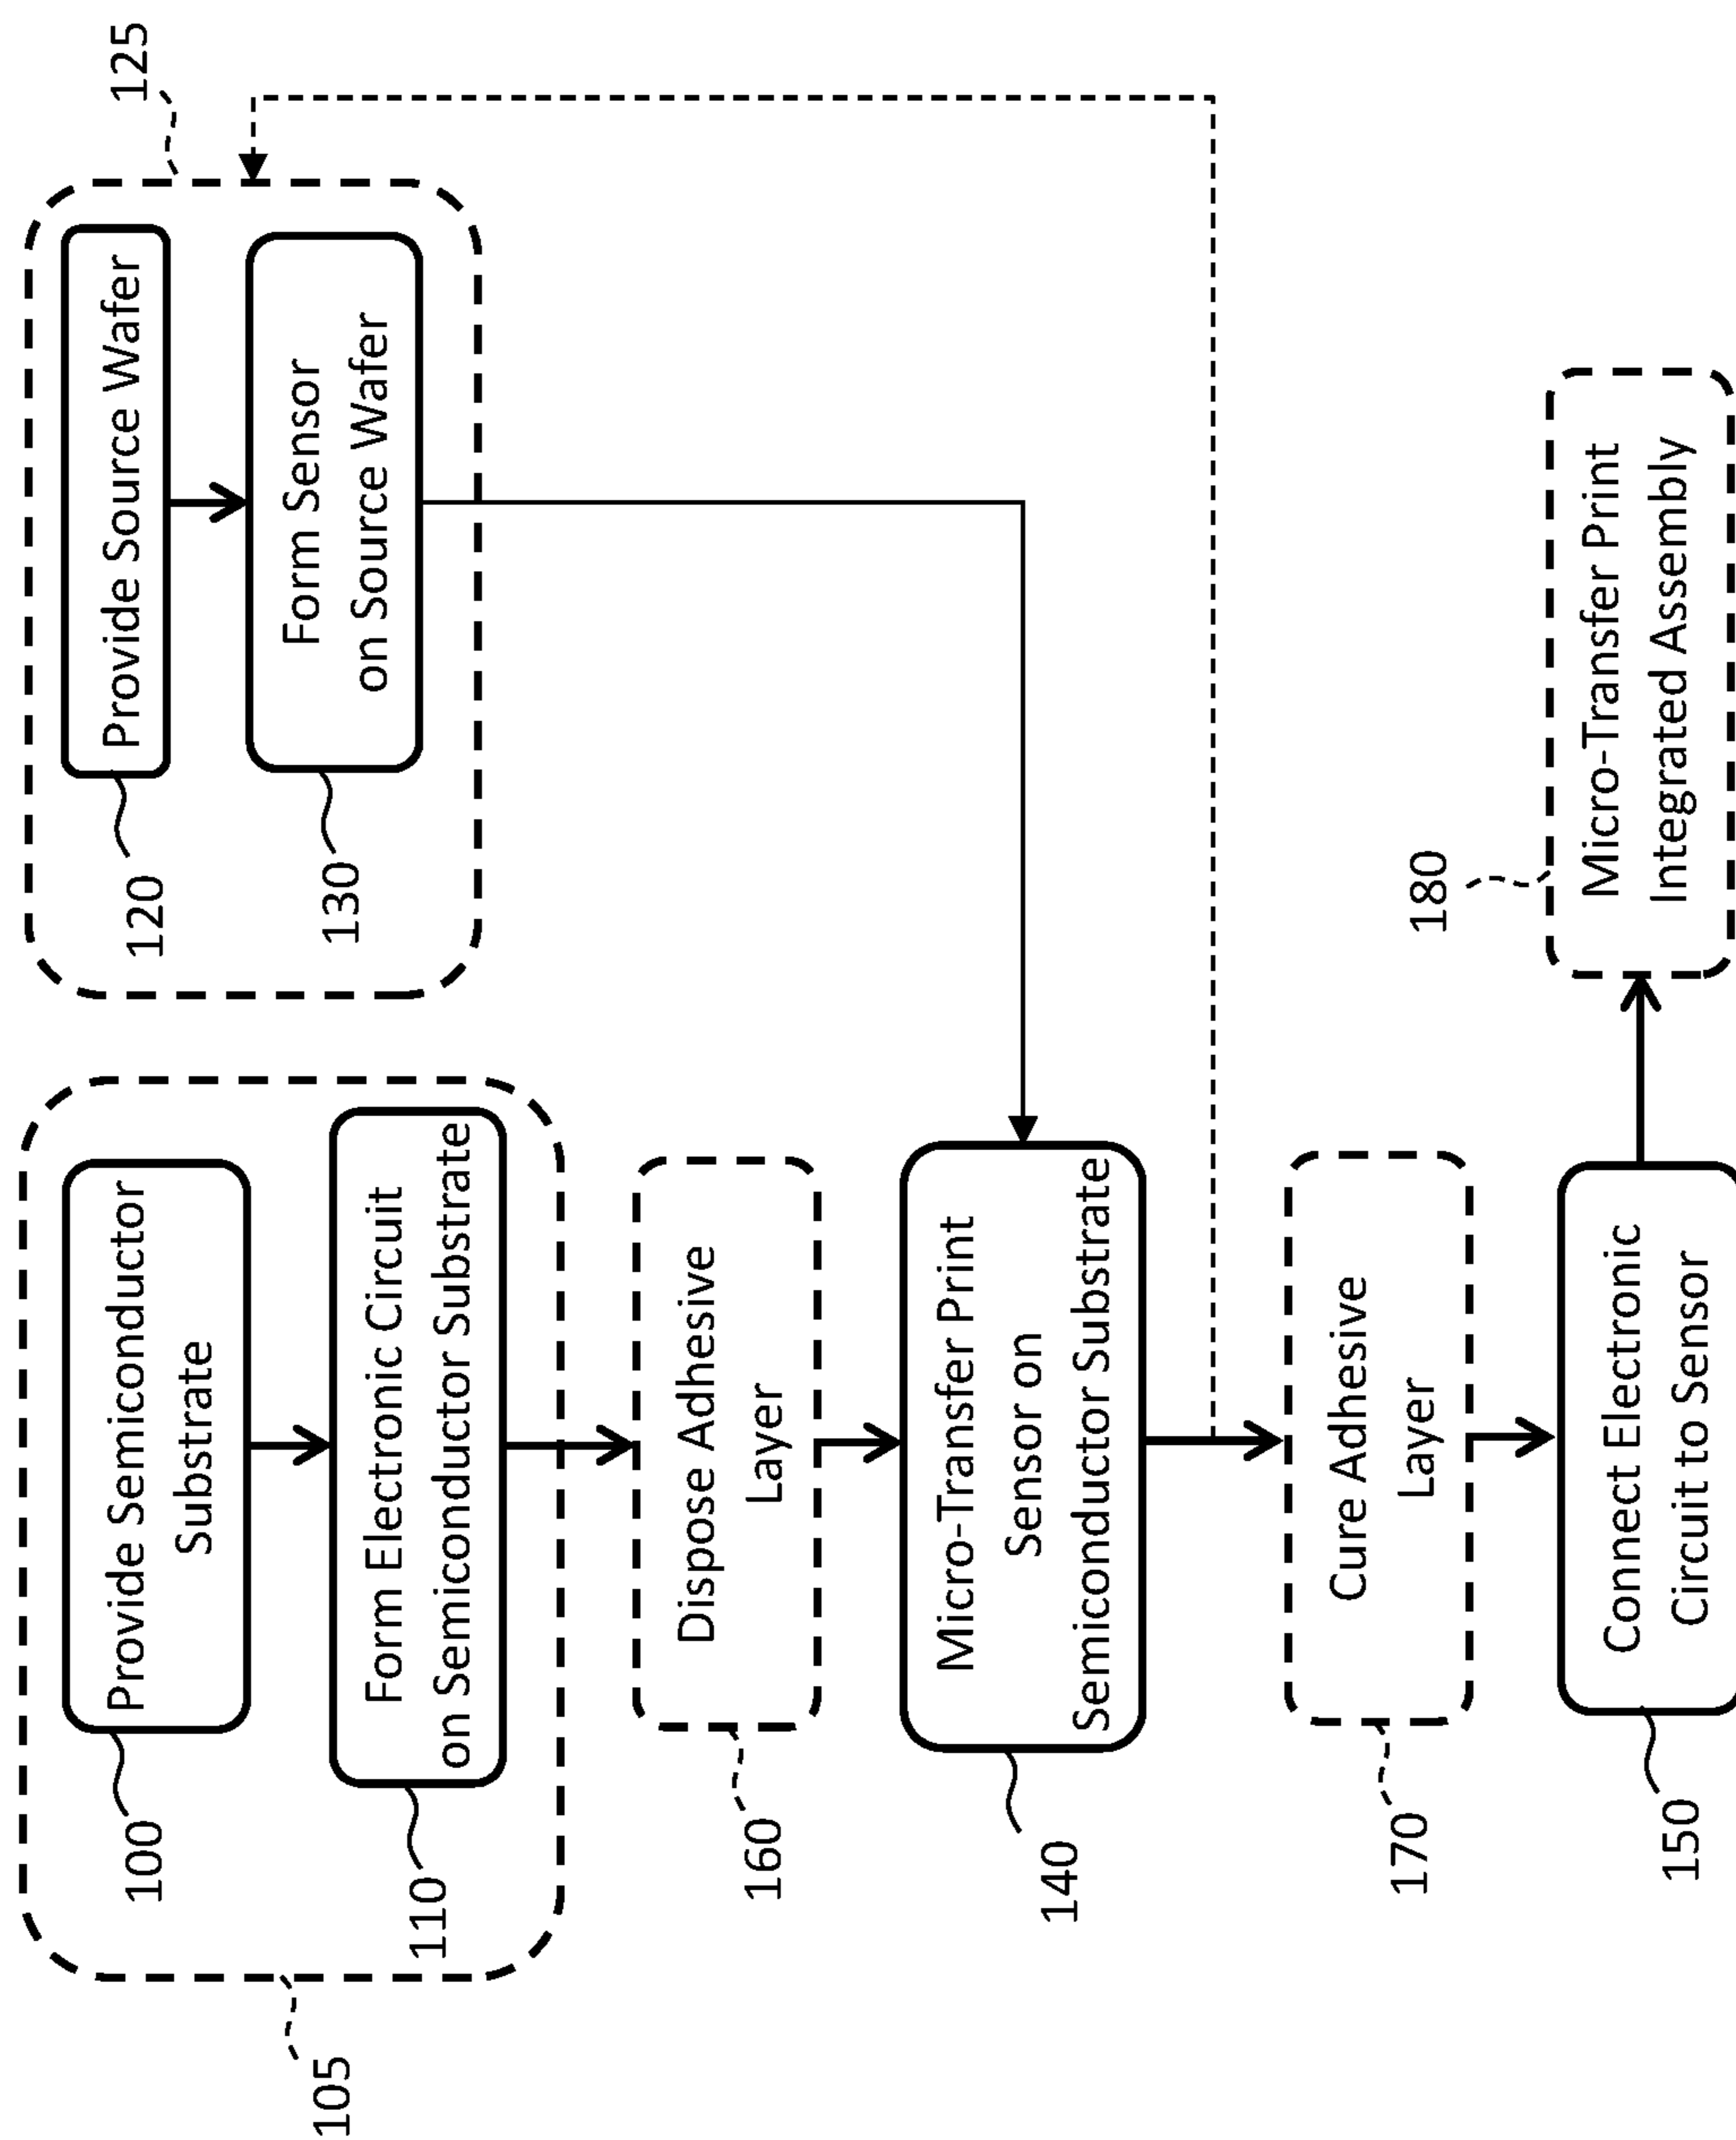 105
100
Provide Semiconductor
Substrate
110
Form Electronic Circuit
on Semiconductor Substrate
125
120
Provide Source Wafer
130
Form Sensor
on Source Wafer
160
Dispose Adhesive
Layer
140
Micro-Transfer Print
Sensor on
Semiconductor Substrate
170
Cure Adhesive
Layer
150
Connect Electronic
Circuit to Sensor
180
Micro-Transfer Print
Integrated Assembly